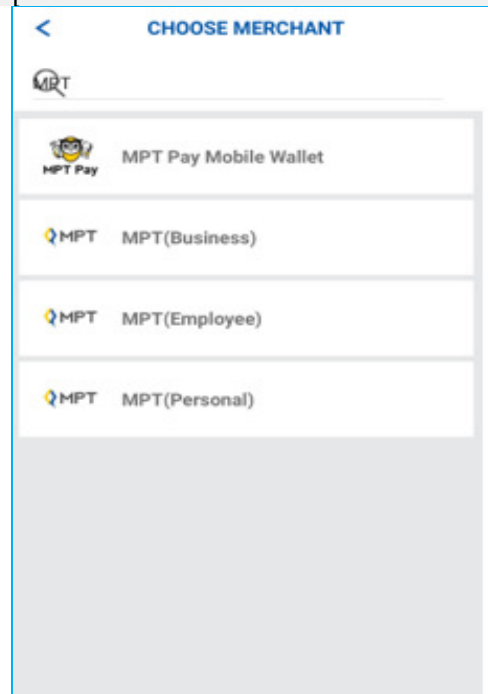 <
CHOOSE MERCHANT
MPT
MPT Pay
MPT Pay Mobile Wallet
MPT
MPT(Business)
MPT
MPT(Employee)
MPT
MPT(Personal)